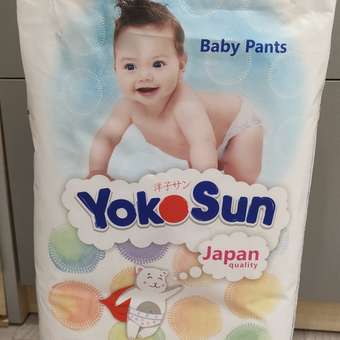 Baby Pants
洋子サン
YokoSun
Japan
quality